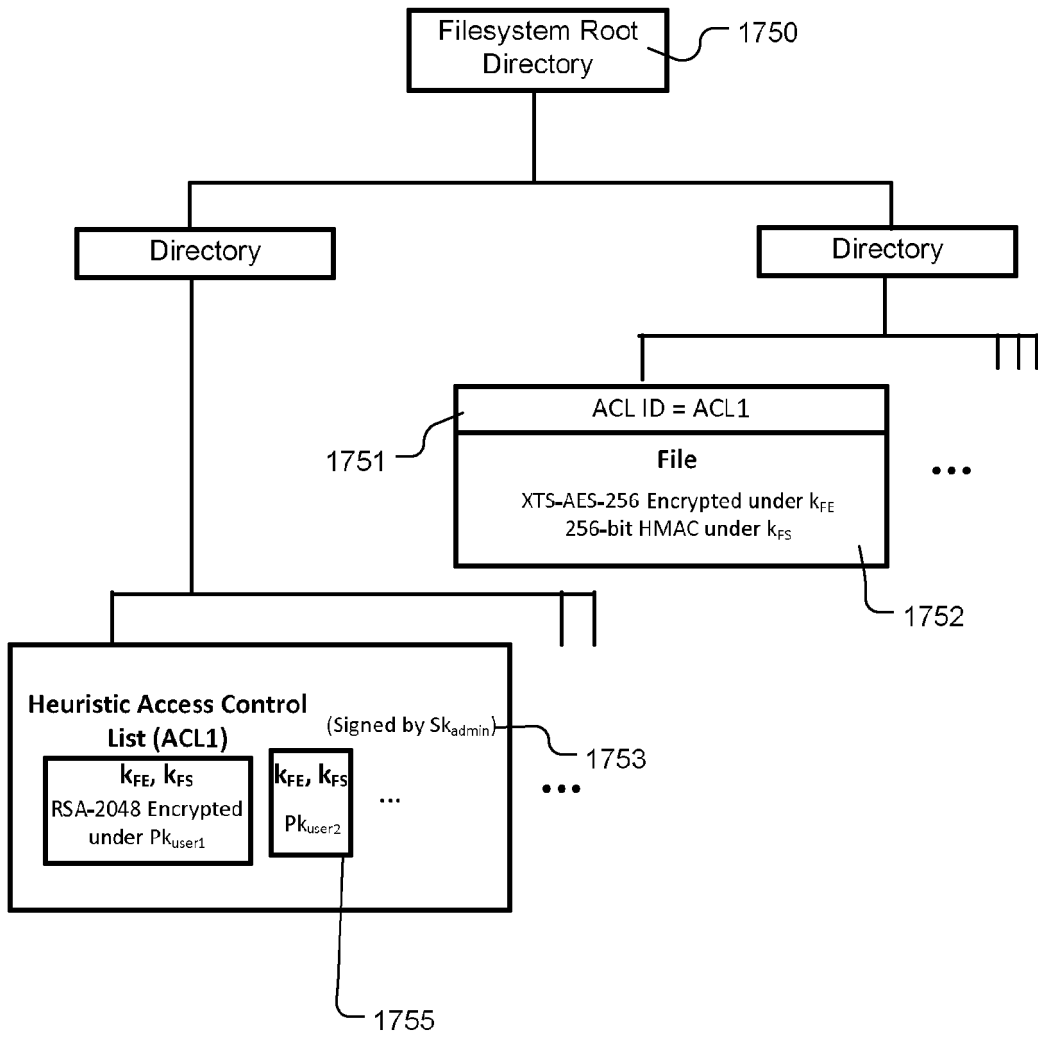 Filesystem Root
Directory
1750
Directory
Directory
ACL ID = ACL1
1751
File
XTS-AES-256 Encrypted under kFE
256-bit HMAC under kFS
...
1752
Heuristic Access Control
List (ACL1)
(Signed by Skadmin)
1753
kFE, kFS
RSA-2048 Encrypted
under Pkuser1
kFE, kFS
Pkuser2
...
...
1755